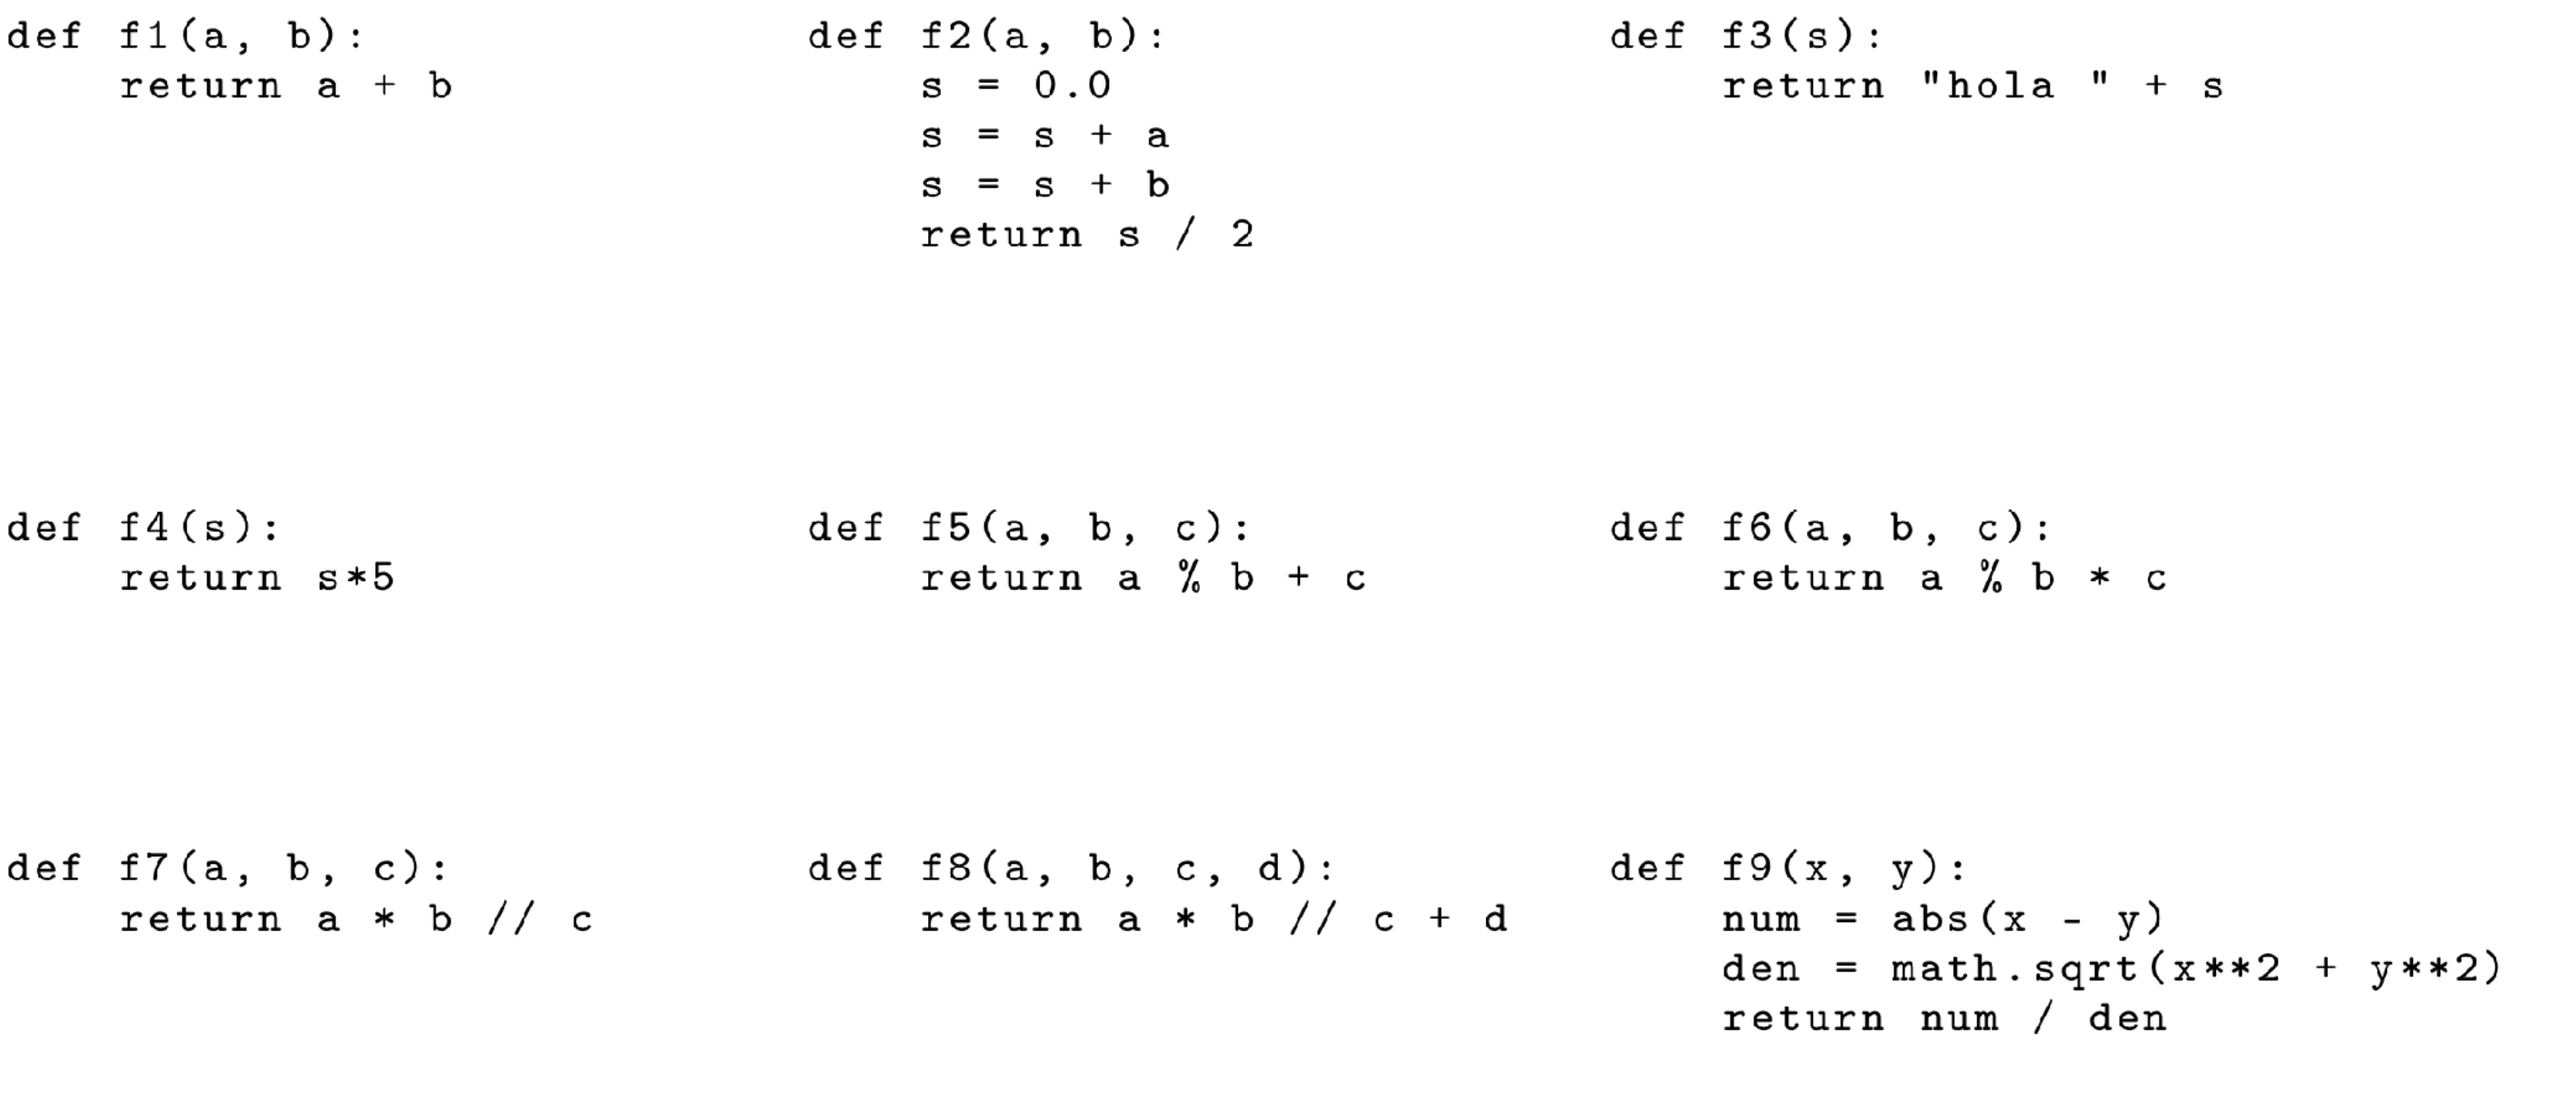 def f1(a, b):
    return a + b
def f2(a, b):
    s = 0.0
    s = s + a
    s = s + b
    return s / 2
def f3(s):
    return "hola " + s
def f4(s):
    return s*5
def f5(a, b, c):
    return a % b + c
def f6(a, b, c):
    return a % b * c
def f7(a, b, c):
    return a * b // c
def f8(a, b, c, d):
    return a * b // c + d
def f9(x, y):
    num = abs(x - y)
    den = math.sqrt(x**2 + y**2)
    return num / den